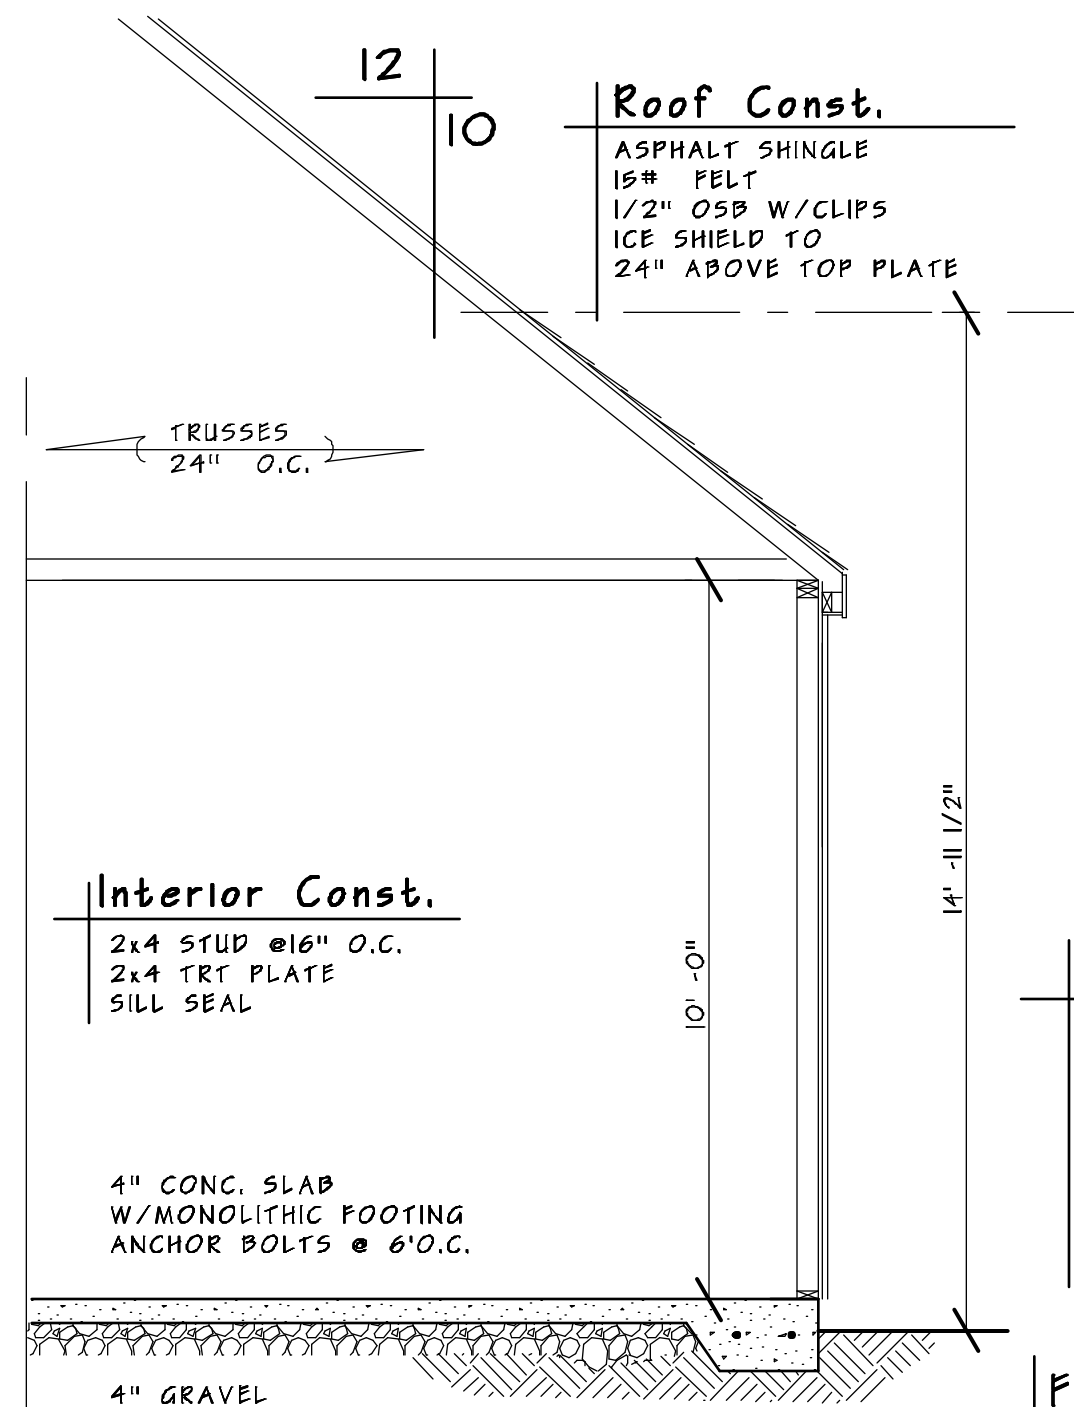 12
10
Roof Const.
ASPHALT SHINGLE
15# FELT
1/2" OSB W/CLIPS
ICE SHIELD TO
24" ABOVE TOP PLATE
TRUSSES
24" O.C.
14' -11 1/2"
10' -0"
Interior Const.
2x4 STUD @16" O.C.
2x4 TRT PLATE
SILL SEAL
4" CONC. SLAB
W/MONOLITHIC FOOTING
ANCHOR BOLTS @ 6'O.C.
4" GRAVEL